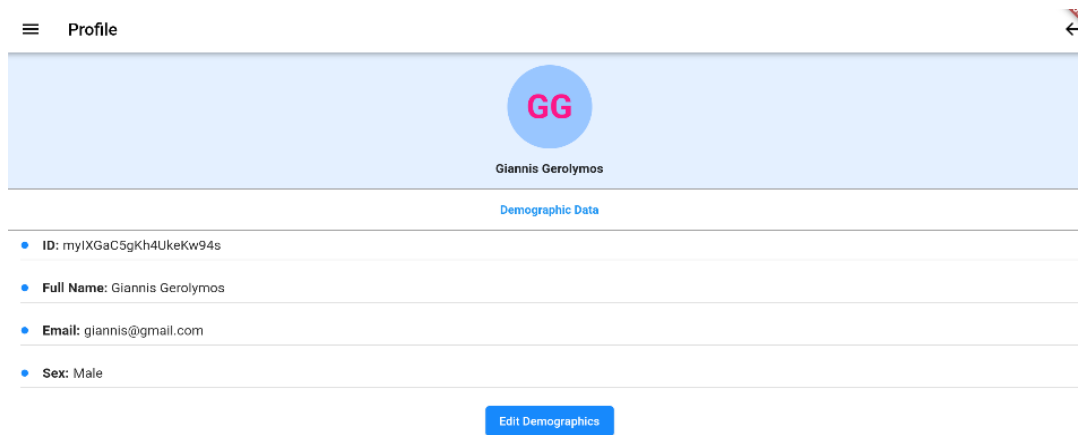 Profile
GG
Giannis Gerolymos
Demographic Data
ID: myIXGaC5gKh4UkeKw94s
Full Name: Giannis Gerolymos
Email: giannis@gmail.com
Sex: Male
Edit Demographics